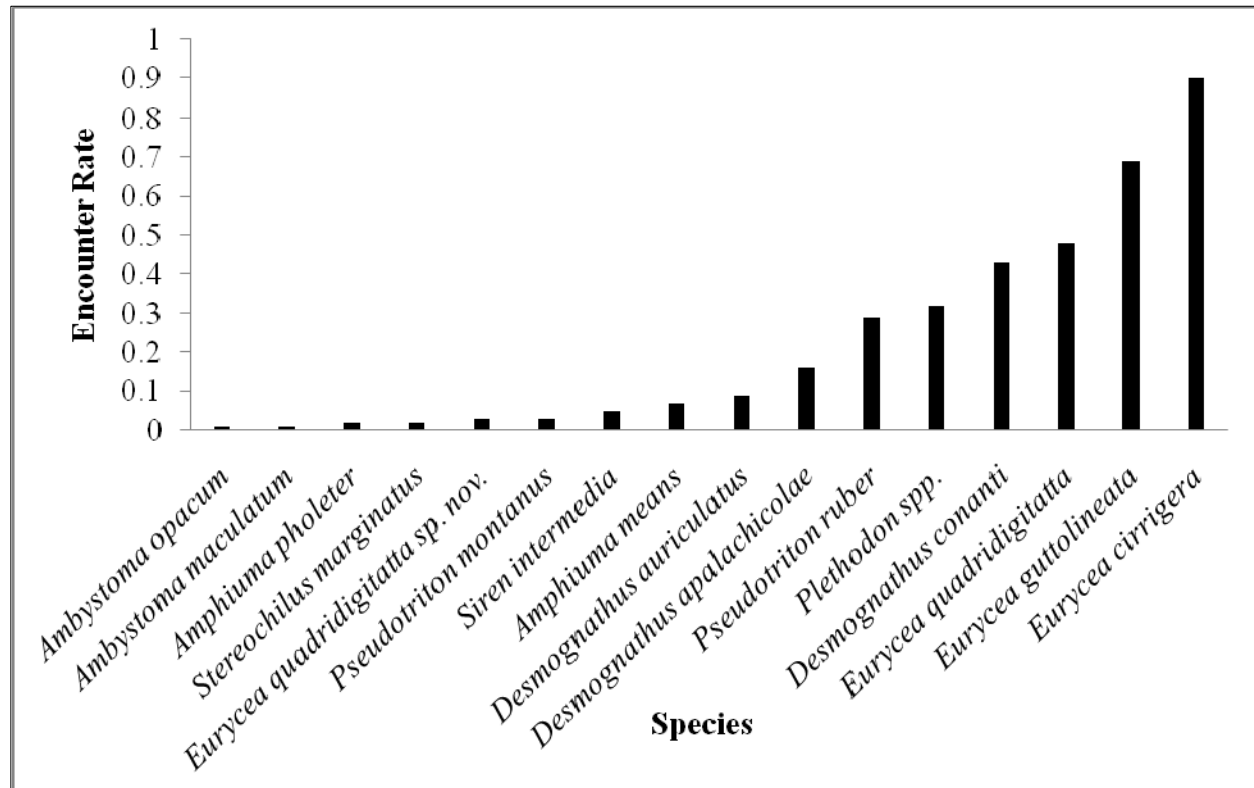 1
0.9
0.8
0.7
0.6
0.5
0.4
0.3
0.2
0.1
0
Encounter Rate
Ambystoma opacum
Ambystoma maculatum
Amphiuma pholeter
Stereochilus marginatus
Eurycea quadridigitatta sp. nov.
Pseudotriton montanus
Siren intermedia
Amphiuma means
Desmognathus auriculatus
Desmognathus apalachicolae
Pseudotriton ruber
Plethodon spp.
Desmognathus conanti
Eurycea quadridigitatta
Eurycea guttolineata
Eurycea cirrigera
Species